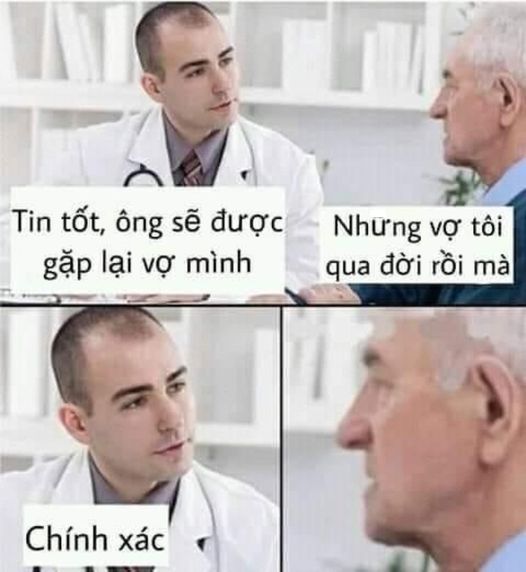 Tin tốt, ông sẽ được
gặp lại vợ mình
Nhưng vợ tôi
qua đời rồi mà
Chính xác